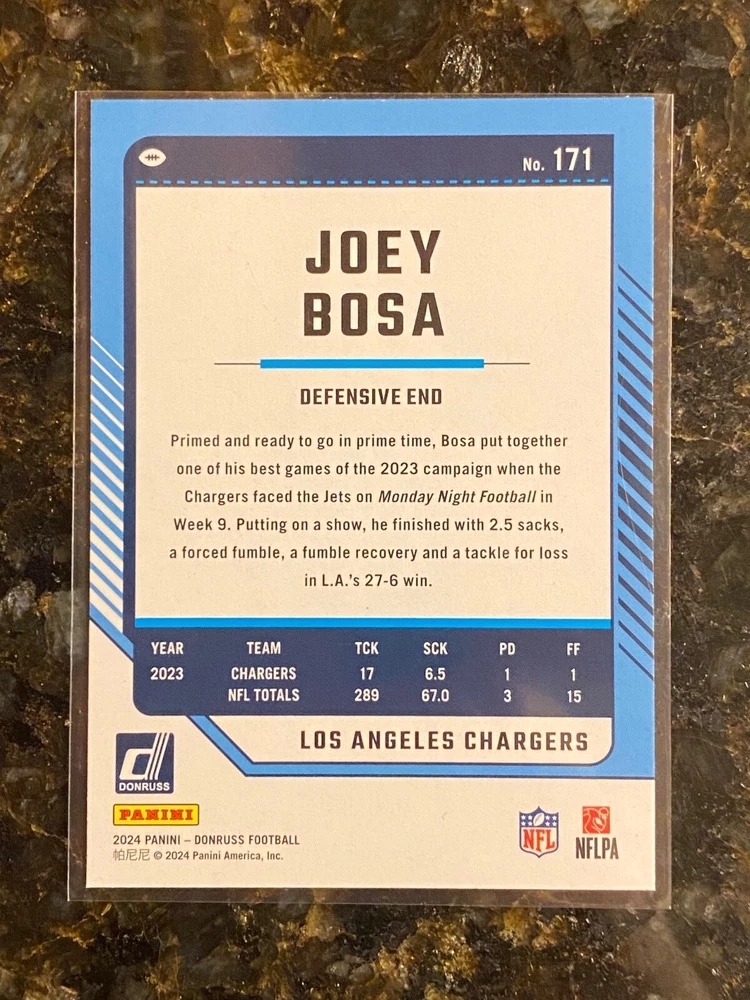 No. 171
JOEY
BOSA
DEFENSIVE END
Primed and ready to go in prime time, Bosa put together
one of his best games of the 2023 campaign when the
Chargers faced the Jets on Monday Night Football in
Week 9. Putting on a show, he finished with 2.5 sacks,
a forced fumble, a fumble recovery and a tackle for loss
in L.A.'s 27-6 win.
YEAR TEAM TCK SCK PD FF
2023 CHARGERS 17 6.5 1 1
NFL TOTALS 289 67.0 3 15
LOS ANGELES CHARGERS
d
DONRUSS
PANINI
2024 PANINI – DONRUSS FOOTBALL
帕尼尼 © 2024 Panini America, Inc.
NFL
NFLPA